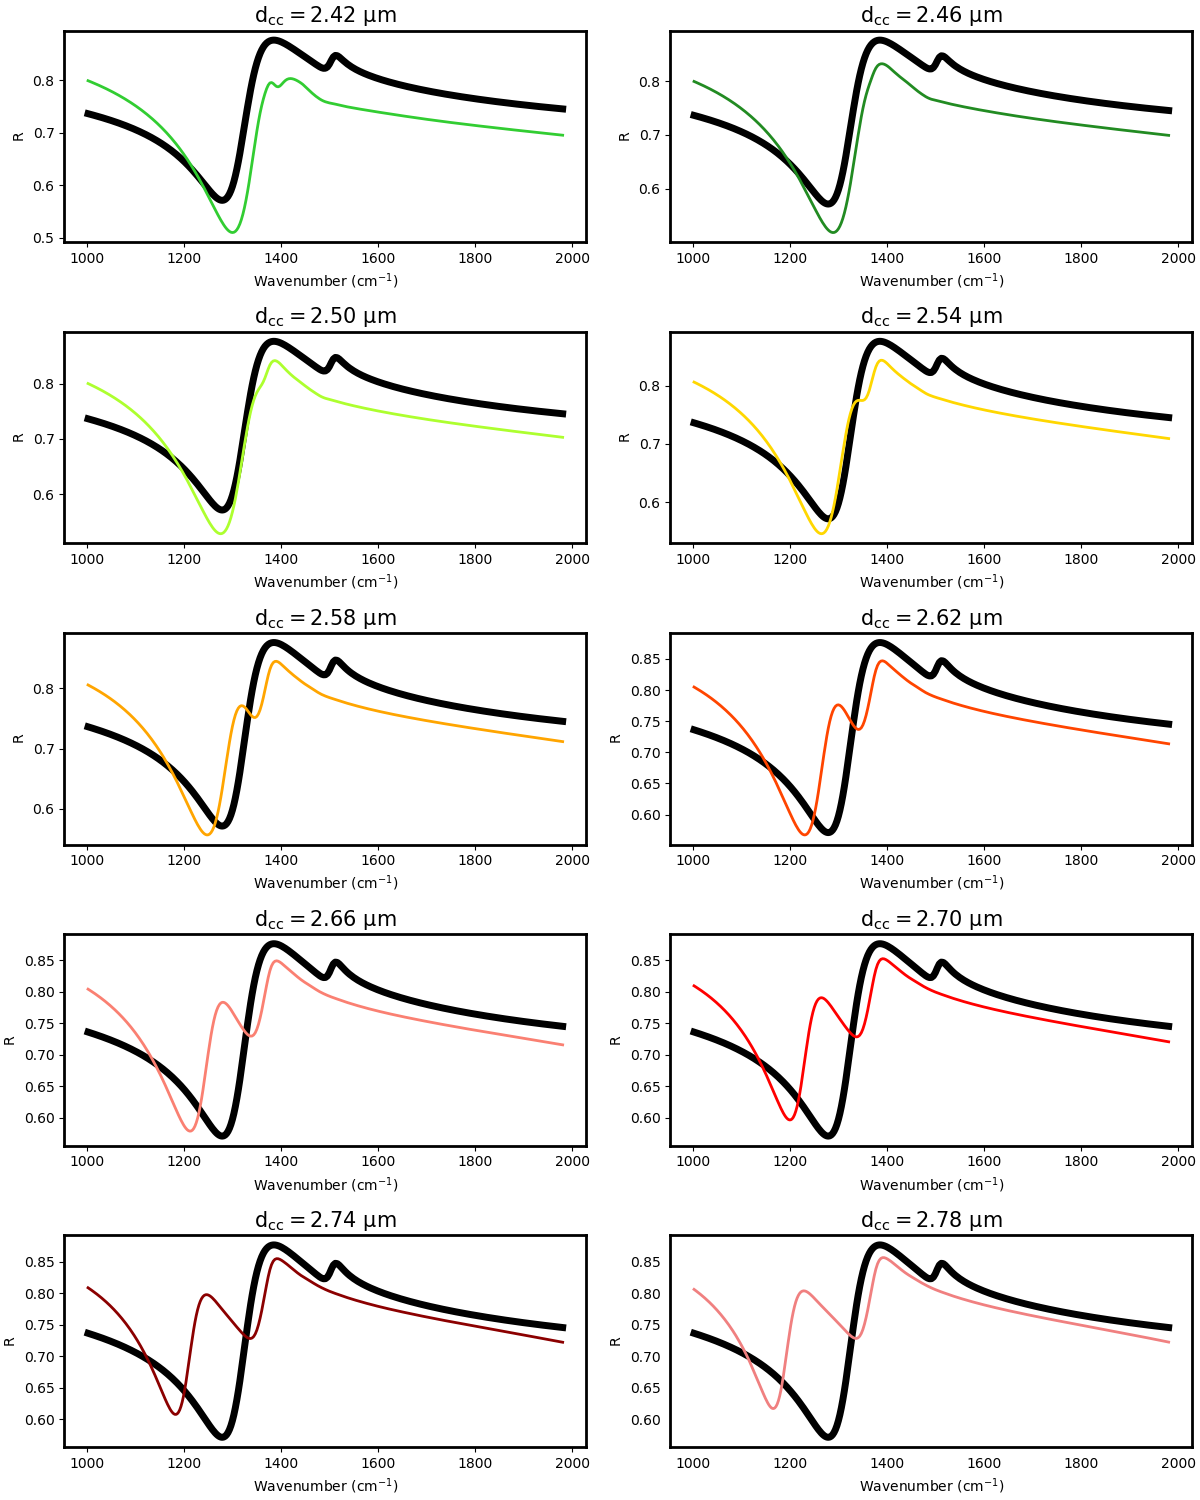 d_cc = 2.42 µm
0.8
0.7
0.6
0.5
R
1000 1200 1400 1600 1800 2000
Wavenumber (cm⁻¹)
d_cc = 2.46 µm
0.8
0.7
0.6
R
1000 1200 1400 1600 1800 2000
Wavenumber (cm⁻¹)
d_cc = 2.50 µm
0.8
0.7
0.6
R
1000 1200 1400 1600 1800 2000
Wavenumber (cm⁻¹)
d_cc = 2.54 µm
0.8
0.7
0.6
R
1000 1200 1400 1600 1800 2000
Wavenumber (cm⁻¹)
d_cc = 2.58 µm
0.8
0.7
0.6
R
1000 1200 1400 1600 1800 2000
Wavenumber (cm⁻¹)
d_cc = 2.62 µm
0.85
0.80
0.75
0.70
0.65
0.60
R
1000 1200 1400 1600 1800 2000
Wavenumber (cm⁻¹)
d_cc = 2.66 µm
0.85
0.80
0.75
0.70
0.65
0.60
R
1000 1200 1400 1600 1800 2000
Wavenumber (cm⁻¹)
d_cc = 2.70 µm
0.85
0.80
0.75
0.70
0.65
0.60
R
1000 1200 1400 1600 1800 2000
Wavenumber (cm⁻¹)
d_cc = 2.74 µm
0.85
0.80
0.75
0.70
0.65
0.60
R
1000 1200 1400 1600 1800 2000
Wavenumber (cm⁻¹)
d_cc = 2.78 µm
0.85
0.80
0.75
0.70
0.65
0.60
R
1000 1200 1400 1600 1800 2000
Wavenumber (cm⁻¹)